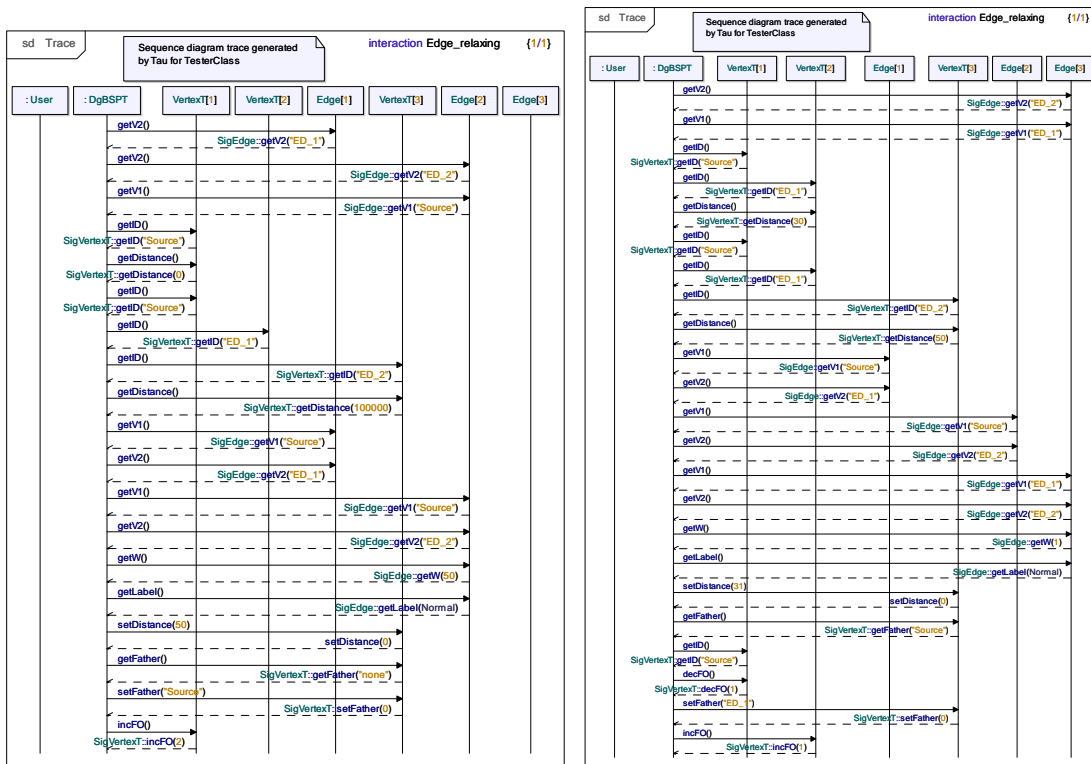 sd Trace
Sequence diagram trace generated
by Tau for TesterClass
interaction Edge_relaxing {1/1}
: User
: DgBSPT
VertexT[1]
VertexT[2]
Edge[1]
VertexT[3]
Edge[2]
Edge[3]
getV2()
SigEdge::getV2("ED_1")
getV2()
SigEdge::getV2("ED_2")
getV1()
SigEdge::getV1("Source")
getID()
SigVertexT::getID("Source")
getDistance()
SigVertexT::getDistance(0)
getID()
SigVertexT::getID("Source")
getID()
SigVertexT::getID("ED_1")
getID()
SigVertexT::getID("ED_2")
getDistance()
SigVertexT::getDistance(100000)
getV1()
SigEdge::getV1("Source")
getV2()
SigEdge::getV2("ED_1")
getV1()
SigEdge::getV1("Source")
getV2()
SigEdge::getV2("ED_2")
getW()
SigEdge::getW(50)
getLabel()
SigEdge::getLabel(Normal)
setDistance(50)
setDistance(0)
getFather()
SigVertexT::getFather("none")
setFather("Source")
SigVertexT::setFather(0)
incFO()
SigVertexT::incFO(2)
sd Trace
Sequence diagram trace generated
by Tau for TesterClass
interaction Edge_relaxing {1/1}
: User
: DgBSPT
VertexT[1]
VertexT[2]
Edge[1]
VertexT[3]
Edge[2]
Edge[3]
getV2()
SigEdge::getV2("ED_2")
getV1()
SigEdge::getV1("ED_1")
getID()
SigVertexT::getID("Source")
getID()
SigVertexT::getID("ED_1")
getDistance()
SigVertexT::getDistance(30)
getID()
SigVertexT::getID("Source")
getID()
SigVertexT::getID("ED_1")
getID()
SigVertexT::getID("ED_2")
getDistance()
SigVertexT::getDistance(50)
getV1()
SigEdge::getV1("Source")
getV2()
SigEdge::getV2("ED_1")
getV1()
SigEdge::getV1("Source")
getV2()
SigEdge::getV2("ED_2")
getV1()
SigEdge::getV1("ED_1")
getV2()
SigEdge::getV2("ED_2")
getW()
SigEdge::getW(1)
getLabel()
SigEdge::getLabel(Normal)
setDistance(31)
setDistance(0)
getFather()
SigVertexT::getFather("Source")
getID()
SigVertexT::getID("Source")
decFO()
SigVertexT::decFO(1)
setFather("ED_1")
SigVertexT::setFather(0)
incFO()
SigVertexT::incFO(1)